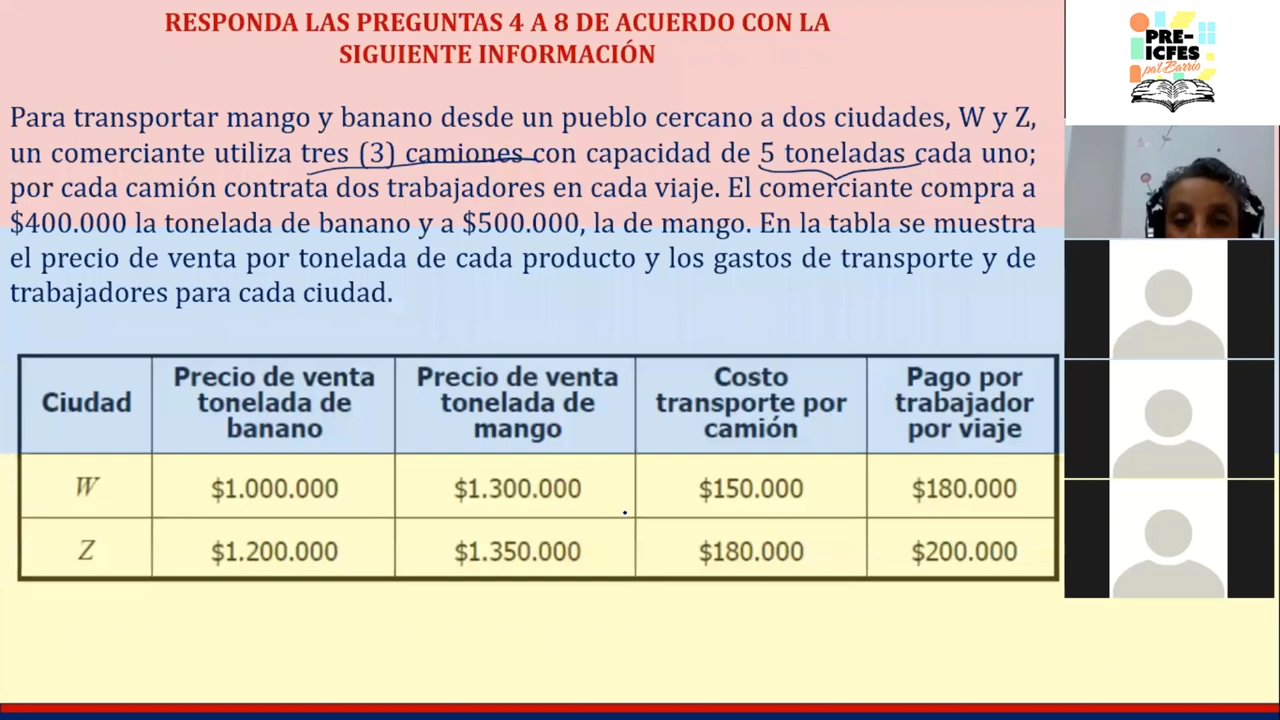 RESPONDA LAS PREGUNTAS 4 A 8 DE ACUERDO CON LA
SIGUIENTE INFORMACIÓN
PRE-
ICFES
pa'l Barrio
Para transportar mango y banano desde un pueblo cercano a dos ciudades, W y Z,
un comerciante utiliza tres (3) camiones con capacidad de 5 toneladas cada uno;
por cada camión contrata dos trabajadores en cada viaje. El comerciante compra a
$400.000 la tonelada de banano y a $500.000, la de mango. En la tabla se muestra
el precio de venta por tonelada de cada producto y los gastos de transporte y de
trabajadores para cada ciudad.
Ciudad
Precio de venta
tonelada de
banano
Precio de venta
tonelada de
mango
Costo
transporte por
camión
Pago por
trabajador
por viaje
W $1.000.000 $1.300.000 $150.000 $180.000
Z $1.200.000 $1.350.000 $180.000 $200.000